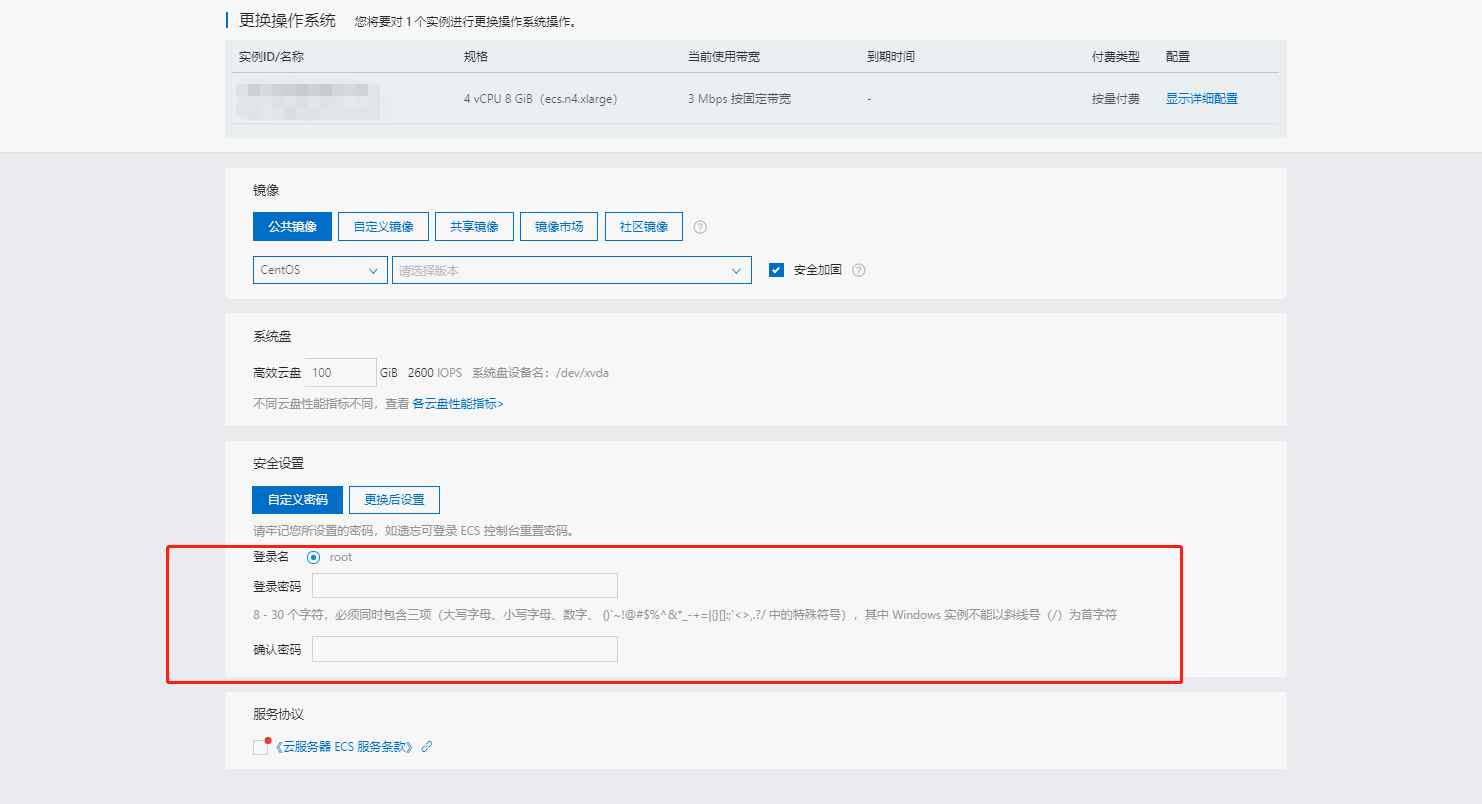 更换操作系统 您将要对 1 个实例进行更换操作系统操作。
实例ID/名称 规格 当前使用带宽 到期时间 付费类型 配置
4 vCPU 8 GiB（ecs.n4.xlarge） 3 Mbps 按固定带宽 - 按量付费 显示详细配置
镜像
公共镜像 自定义镜像 共享镜像 镜像市场 社区镜像 ?
CentOS 请选择版本 安全加固 ?
系统盘
高效云盘 100 GiB 2600 IOPS 系统盘设备名：/dev/xvda
不同云盘性能指标不同，查看 各云盘性能指标>
安全设置
自定义密码 更换后设置
请牢记您所设置的密码，如遗忘可登录 ECS 控制台重置密码。
登录名 root
登录密码
8 - 30 个字符，必须同时包含三项（大写字母、小写字母、数字、 ()`~!@#$%^&*_-+=|{}[]:;'<>,.?/ 中的特殊符号），其中 Windows 实例不能以斜线号（/）为首字符
确认密码
服务协议
《云服务器 ECS 服务条款》